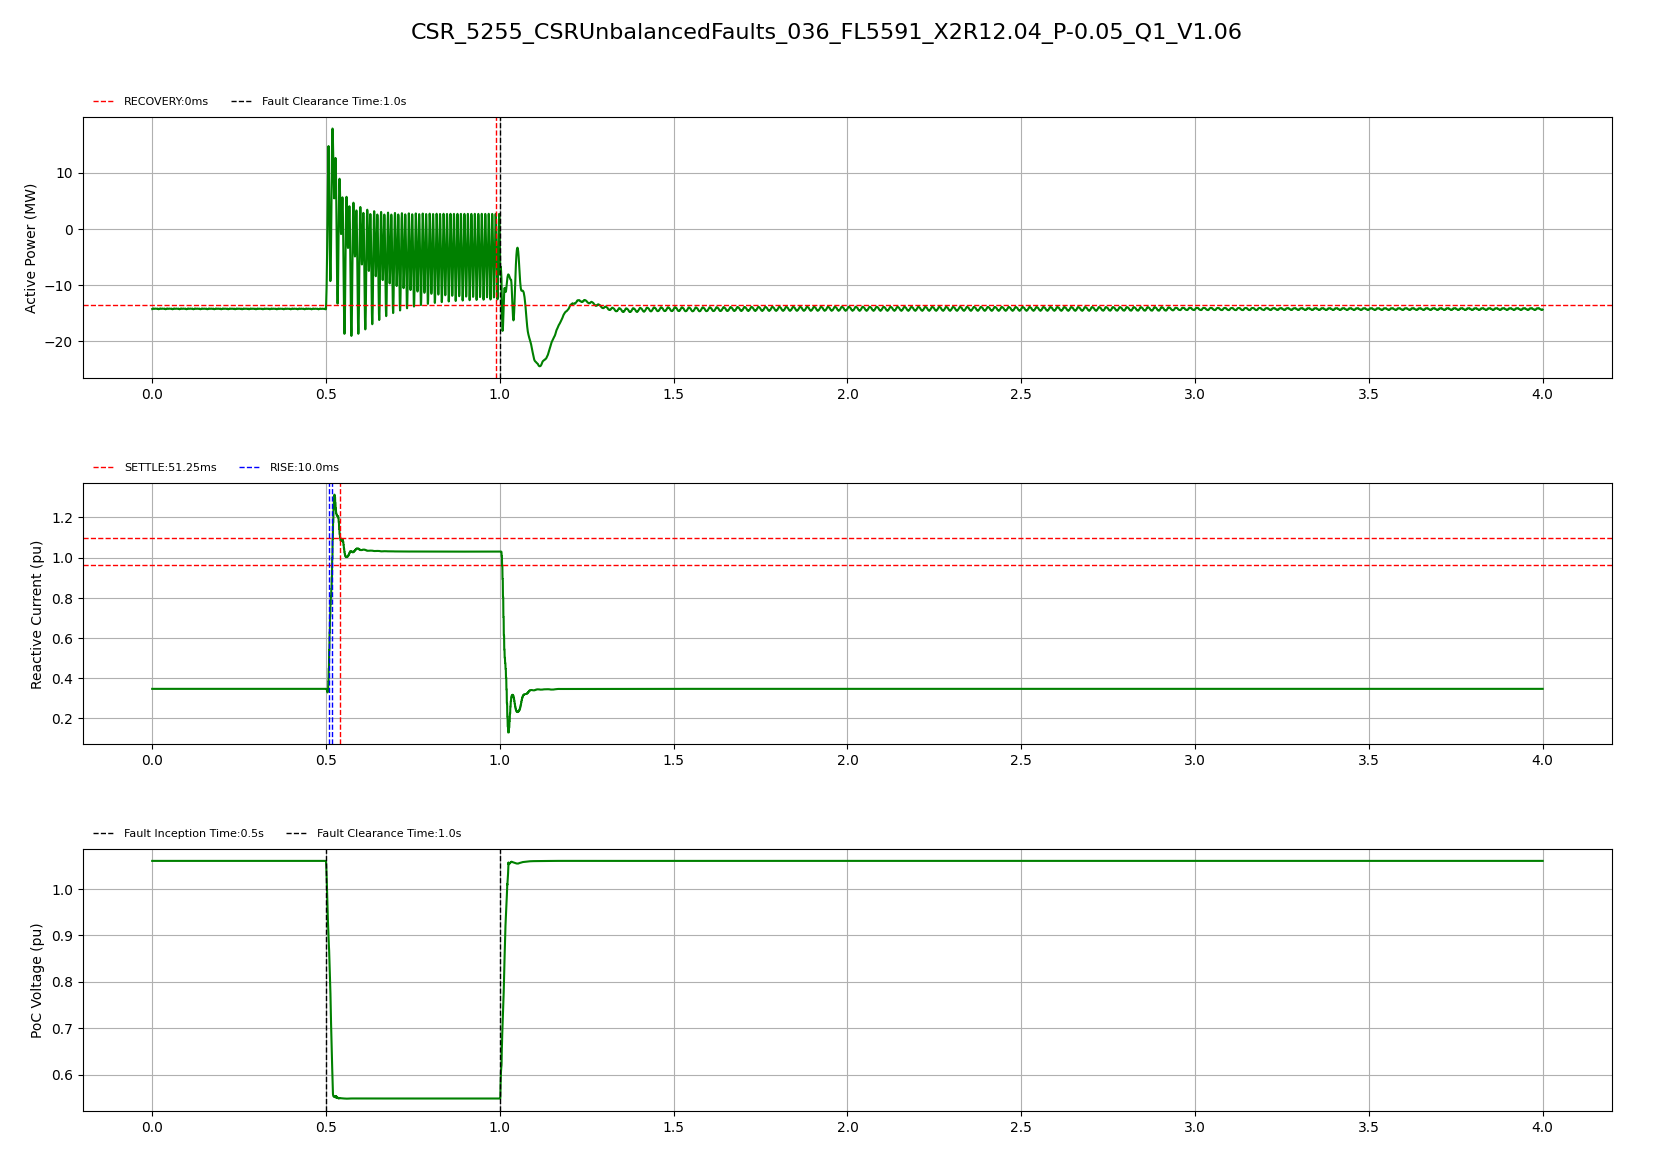 CSR_5255_CSRUnbalancedFaults_036_FL5591_X2R12.04_P-0.05_Q1_V1.06
RECOVERY:0ms Fault Clearance Time:1.0s
Active Power (MW)
10
0
−10
−20
0.0 0.5 1.0 1.5 2.0 2.5 3.0 3.5 4.0
SETTLE:51.25ms RISE:10.0ms
Reactive Current (pu)
1.2
1.0
0.8
0.6
0.4
0.2
0.0 0.5 1.0 1.5 2.0 2.5 3.0 3.5 4.0
Fault Inception Time:0.5s Fault Clearance Time:1.0s
PoC Voltage (pu)
1.0
0.9
0.8
0.7
0.6
0.0 0.5 1.0 1.5 2.0 2.5 3.0 3.5 4.0